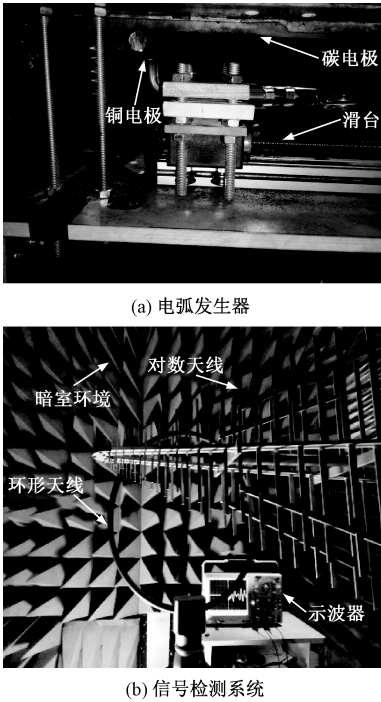 碳电极
铜电极
滑台
(a) 电弧发生器
对数天线
暗室环境
环形天线
示波器
(b) 信号检测系统